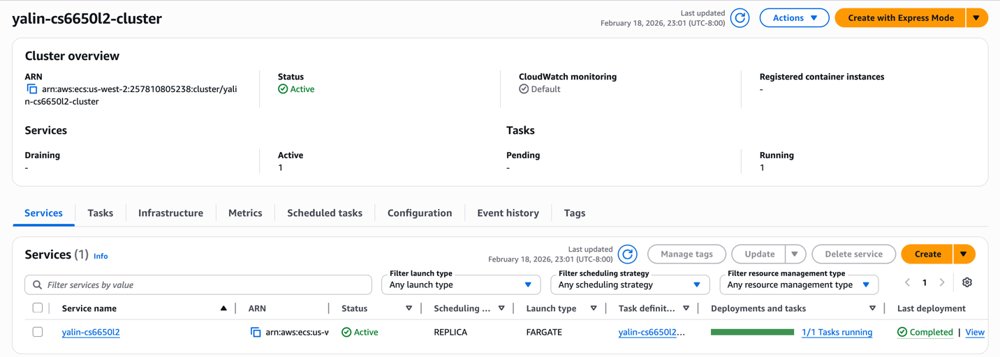 yalin-cs6650l2-cluster
Last updated
February 18, 2026, 23:01 (UTC-8:00)
Actions
Create with Express Mode
Cluster overview
ARN
arn:aws:ecs:us-west-2:257810805238:cluster/yali
n-cs6650l2-cluster
Status
Active
CloudWatch monitoring
Default
Registered container instances
-
Services
Tasks
Draining
-
Active
1
Pending
-
Running
1
Services Tasks Infrastructure Metrics Scheduled tasks Configuration Event history Tags
Services (1) Info
Last updated
February 18, 2026, 23:01 (UTC-8:00)
Manage tags
Update
Delete service
Create
Filter services by value
Filter launch type
Any launch type
Filter scheduling strategy
Any scheduling strategy
Filter resource management type
Any resource management type
1
Service name ARN Status Scheduling ... Launch type Task definit... Deployments and tasks Last deployment
yalin-cs6650l2 arn:aws:ecs:us-w Active REPLICA FARGATE yalin-cs6650l2... 1/1 Tasks running Completed | View